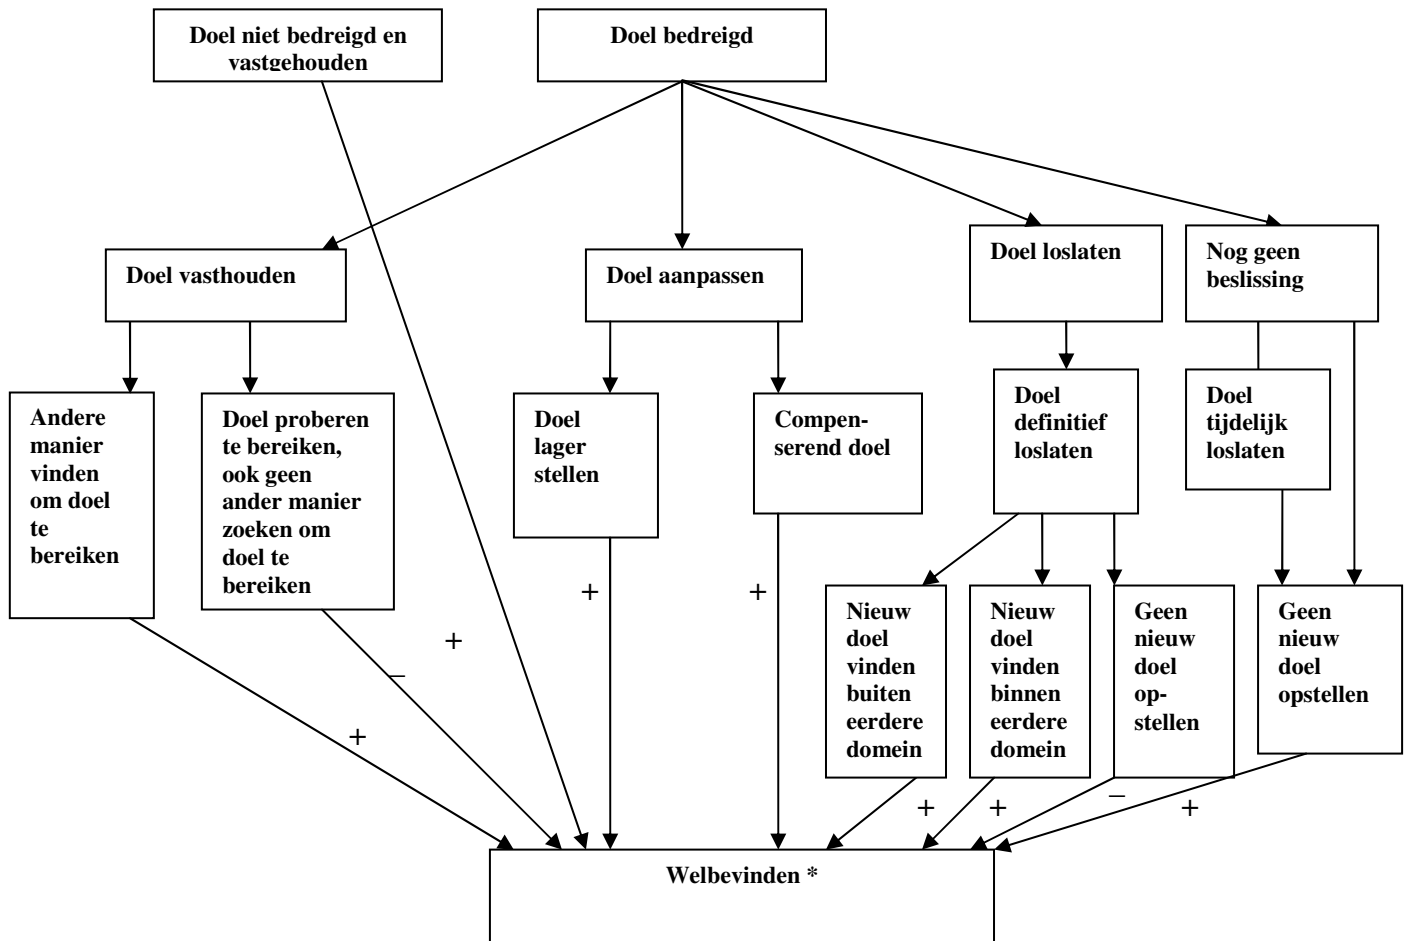 Doel niet bedreigd en
vastgehouden
Doel bedreigd
Doel vasthouden
Doel aanpassen
Doel loslaten
Nog geen
beslissing
Andere
manier
vinden
om doel
te
bereiken
Doel proberen
te bereiken,
ook geen
ander manier
zoeken om
doel te
bereiken
Doel
lager
stellen
Compen-
serend doel
Doel
definitief
loslaten
Doel
tijdelijk
loslaten
Nieuw
doel
vinden
buiten
eerdere
domein
Nieuw
doel
vinden
binnen
eerdere
domein
Geen
nieuw
doel
op-
stellen
Geen
nieuw
doel
opstellen
+
–
+
+
+
+
+
–
+
Welbevinden *